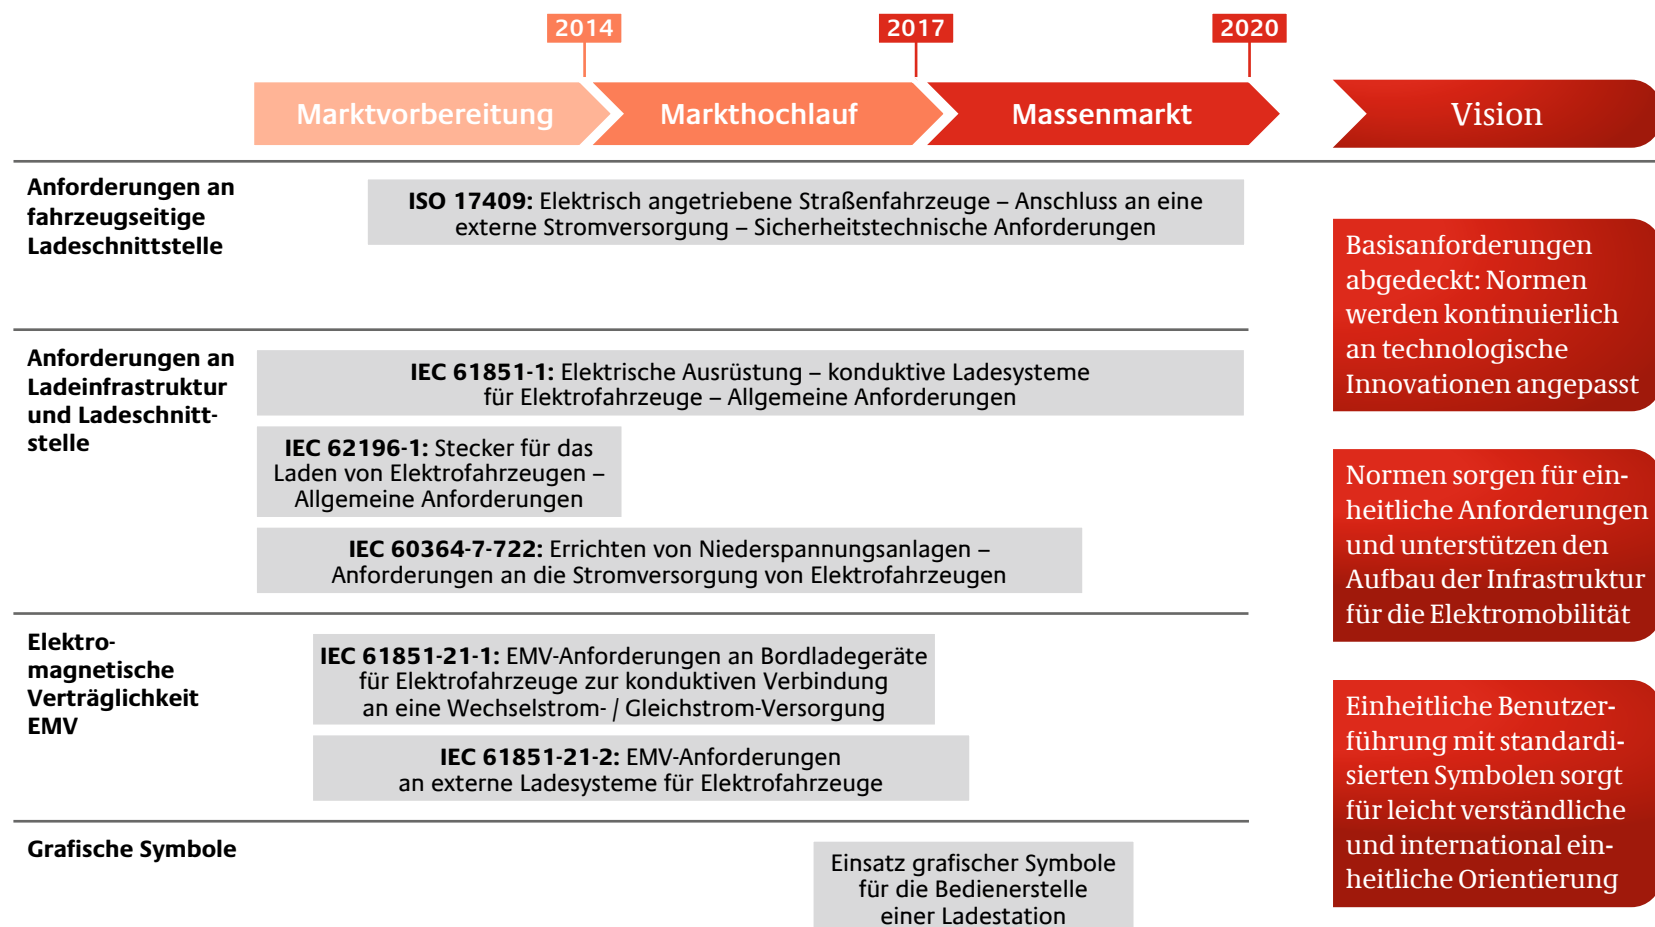 2014
2017
2020
Marktvorbereitung
Markthochlauf
Massenmarkt
Vision
Anforderungen an
fahrzeugseitige
Ladeschnittstelle
ISO 17409: Elektrisch angetriebene Straßenfahrzeuge – Anschluss an eine
externe Stromversorgung – Sicherheitstechnische Anforderungen
Anforderungen an
Ladeinfrastruktur
und Ladeschnitt-
stelle
IEC 61851-1: Elektrische Ausrüstung – konduktive Ladesysteme
für Elektrofahrzeuge – Allgemeine Anforderungen
IEC 62196-1: Stecker für das
Laden von Elektrofahrzeugen –
Allgemeine Anforderungen
IEC 60364-7-722: Errichten von Niederspannungsanlagen –
Anforderungen an die Stromversorgung von Elektrofahrzeugen
Elektro-
magnetische
Verträglichkeit
EMV
IEC 61851-21-1: EMV-Anforderungen an Bordladegeräte
für Elektrofahrzeuge zur konduktiven Verbindung
an eine Wechselstrom- / Gleichstrom-Versorgung
IEC 61851-21-2: EMV-Anforderungen
an externe Ladesysteme für Elektrofahrzeuge
Grafische Symbole
Einsatz grafischer Symbole
für die Bedienerstelle
einer Ladestation
Basisanforderungen
abgedeckt: Normen
werden kontinuierlich
an technologische
Innovationen angepasst
Normen sorgen für ein-
heitliche Anforderungen
und unterstützen den
Aufbau der Infrastruktur
für die Elektromobilität
Einheitliche Benutzer-
führung mit standardi-
sierten Symbolen sorgt
für leicht verständliche
und international ein-
heitliche Orientierung